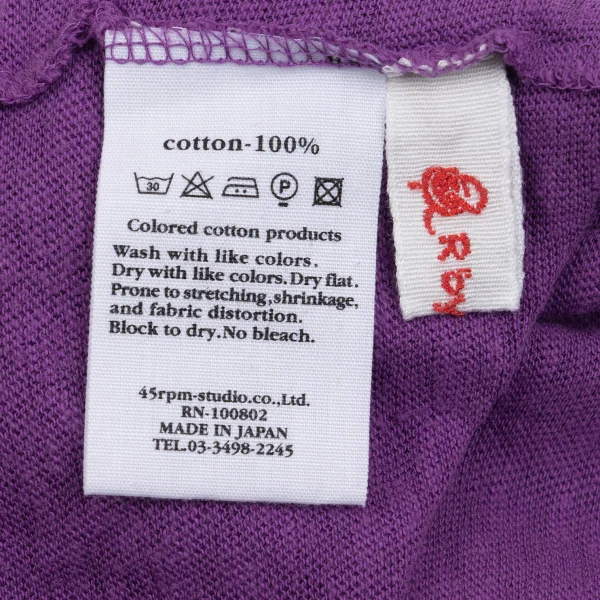 cotton-100%
30 P
Colored cotton products
Wash with like colors.
Dry with like colors. Dry flat.
Prone to stretching, shrinkage,
and fabric distortion.
Block to dry. No bleach.
45rpm-studio.co.,Ltd.
RN-100802
MADE IN JAPAN
TEL.03-3498-2245
R by